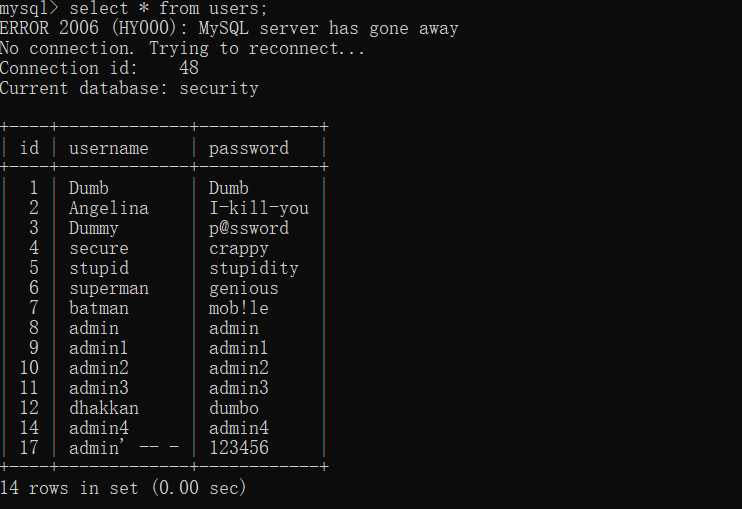 mysql> select * from users;
ERROR 2006 (HY000): MySQL server has gone away
No connection. Trying to reconnect...
Connection id:    48
Current database: security

+----+-------------+------------+
| id | username    | password   |
+----+-------------+------------+
|  1 | Dumb        | Dumb       |
|  2 | Angelina    | I-kill-you |
|  3 | Dummy       | p@ssword   |
|  4 | secure      | crappy     |
|  5 | stupid      | stupidity  |
|  6 | superman    | genious    |
|  7 | batman      | mob!le     |
|  8 | admin       | admin      |
|  9 | admin1      | admin1     |
| 10 | admin2      | admin2     |
| 11 | admin3      | admin3     |
| 12 | dhakkan     | dumbo      |
| 14 | admin4      | admin4     |
| 17 | admin' -- - | 123456     |
+----+-------------+------------+
14 rows in set (0.00 sec)